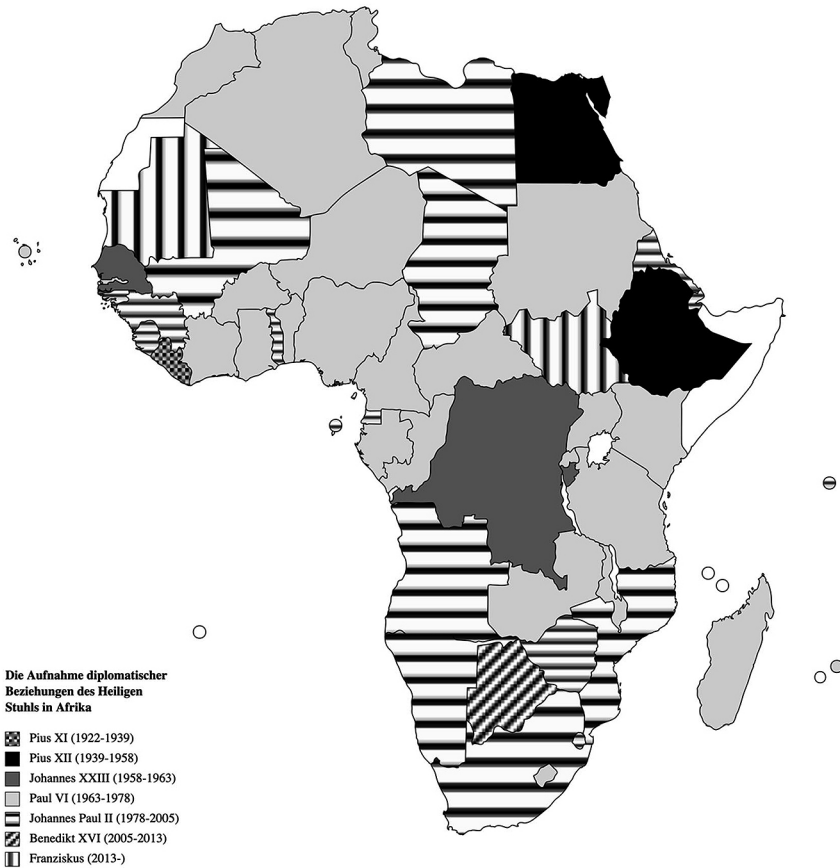 Die Aufnahme diplomatischer
Beziehungen des Heiligen
Stuhls in Afrika
Pius XI (1922-1939)
Pius XII (1939-1958)
Johannes XXIII (1958-1963)
Paul VI (1963-1978)
Johannes Paul II (1978-2005)
Benedikt XVI (2005-2013)
Franziskus (2013-)